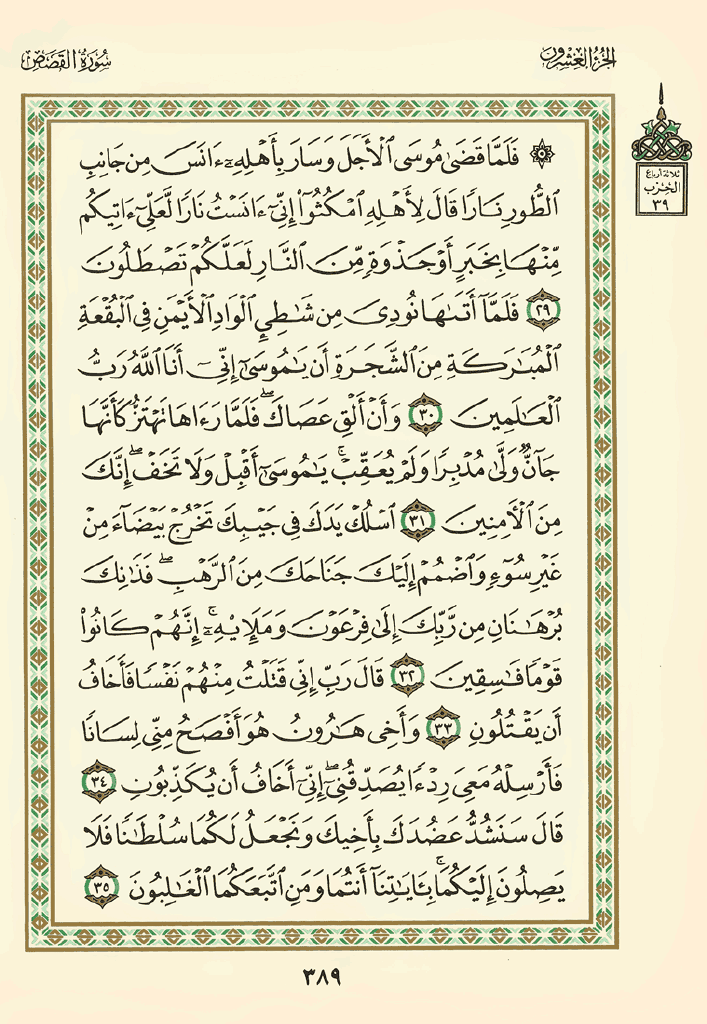 سُورَةُ القَصَصِ
الجُزْءُ العِشْرُونَ
ثلاثة أرباع
الحِزْب
٣٩
۞ فَلَمَّا قَضَىٰ مُوسَى ٱلۡأَجَلَ وَسَارَ بِأَهۡلِهِۦٓ ءَانَسَ مِن جَانِبِ
ٱلطُّورِ نَارٗا قَالَ لِأَهۡلِهِ ٱمۡكُثُوٓاْ إِنِّيٓ ءَانَسۡتُ نَارٗا لَّعَلِّيٓ ءَاتِيكُم
مِّنۡهَا بِخَبَرٍ أَوۡ جَذۡوَةٖ مِّنَ ٱلنَّارِ لَعَلَّكُمۡ تَصۡطَلُونَ
٢٩ فَلَمَّآ أَتَىٰهَا نُودِيَ مِن شَٰطِيِٕ ٱلۡوَادِ ٱلۡأَيۡمَنِ فِي ٱلۡبُقۡعَةِ
ٱلۡمُبَٰرَكَةِ مِنَ ٱلشَّجَرَةِ أَن يَٰمُوسَىٰٓ إِنِّيٓ أَنَا ٱللَّهُ رَبُّ
ٱلۡعَٰلَمِينَ ٣٠ وَأَنۡ أَلۡقِ عَصَاكَۖ فَلَمَّا رَءَاهَا تَهۡتَزُّ كَأَنَّهَا
جَآنّٞ وَلَّىٰ مُدۡبِرٗا وَلَمۡ يُعَقِّبۡۚ يَٰمُوسَىٰٓ أَقۡبِلۡ وَلَا تَخَفۡۖ إِنَّكَ
مِنَ ٱلۡأٓمِنِينَ ٣١ ٱسۡلُكۡ يَدَكَ فِي جَيۡبِكَ تَخۡرُجۡ بَيۡضَآءَ مِنۡ
غَيۡرِ سُوٓءٖ وَٱضۡمُمۡ إِلَيۡكَ جَنَاحَكَ مِنَ ٱلرَّهۡبِۖ فَذَٰنِكَ
بُرۡهَٰنَانِ مِن رَّبِّكَ إِلَىٰ فِرۡعَوۡنَ وَمَلَإِيْهِۦٓۚ إِنَّهُمۡ كَانُواْ
قَوۡمٗا فَٰسِقِينَ ٣٢ قَالَ رَبِّ إِنِّي قَتَلۡتُ مِنۡهُمۡ نَفۡسٗا فَأَخَافُ
أَن يَقۡتُلُونِ ٣٣ وَأَخِي هَٰرُونُ هُوَ أَفۡصَحُ مِنِّي لِسَانٗا
فَأَرۡسِلۡهُ مَعِيَ رِدۡءٗا يُصَدِّقُنِيٓۖ إِنِّيٓ أَخَافُ أَن يُكَذِّبُونِ ٣٤
قَالَ سَنَشُدُّ عَضُدَكَ بِأَخِيكَ وَنَجۡعَلُ لَكُمَا سُلۡطَٰنٗا فَلَا
يَصِلُونَ إِلَيۡكُمَا بِـَٔايَٰتِنَآۚ أَنتُمَا وَمَنِ ٱتَّبَعَكُمَا ٱلۡغَٰلِبُونَ ٣٥
٣٨٩